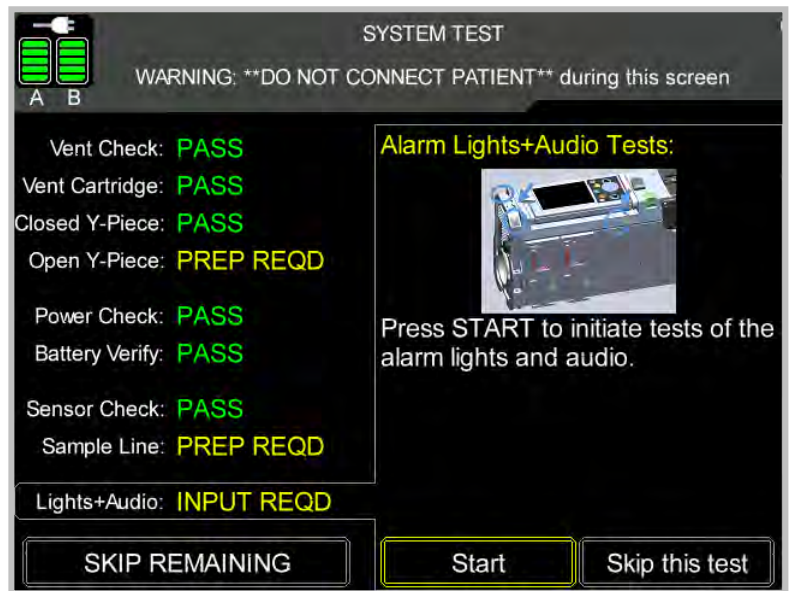 SYSTEM TEST
WARNING: **DO NOT CONNECT PATIENT** during this screen
A B
Vent Check: PASS
Vent Cartridge: PASS
Closed Y-Piece: PASS
Open Y-Piece: PREP REQD
Power Check: PASS
Battery Verify: PASS
Sensor Check: PASS
Sample Line: PREP REQD
Lights+Audio: INPUT REQD
Alarm Lights+Audio Tests:
Press START to initiate tests of the
alarm lights and audio.
SKIP REMAINING
Start
Skip this test